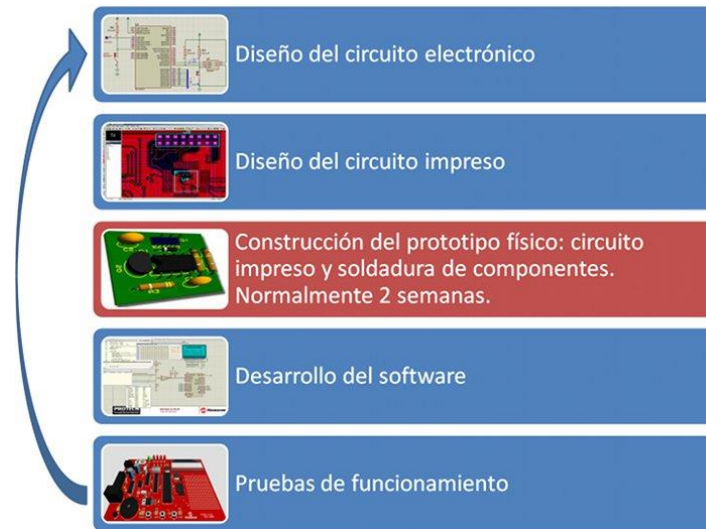 Diseño del circuito electrónico
Diseño del circuito impreso
Construcción del prototipo físico: circuito
impreso y soldadura de componentes.
Normalmente 2 semanas.
Desarrollo del software
Pruebas de funcionamiento